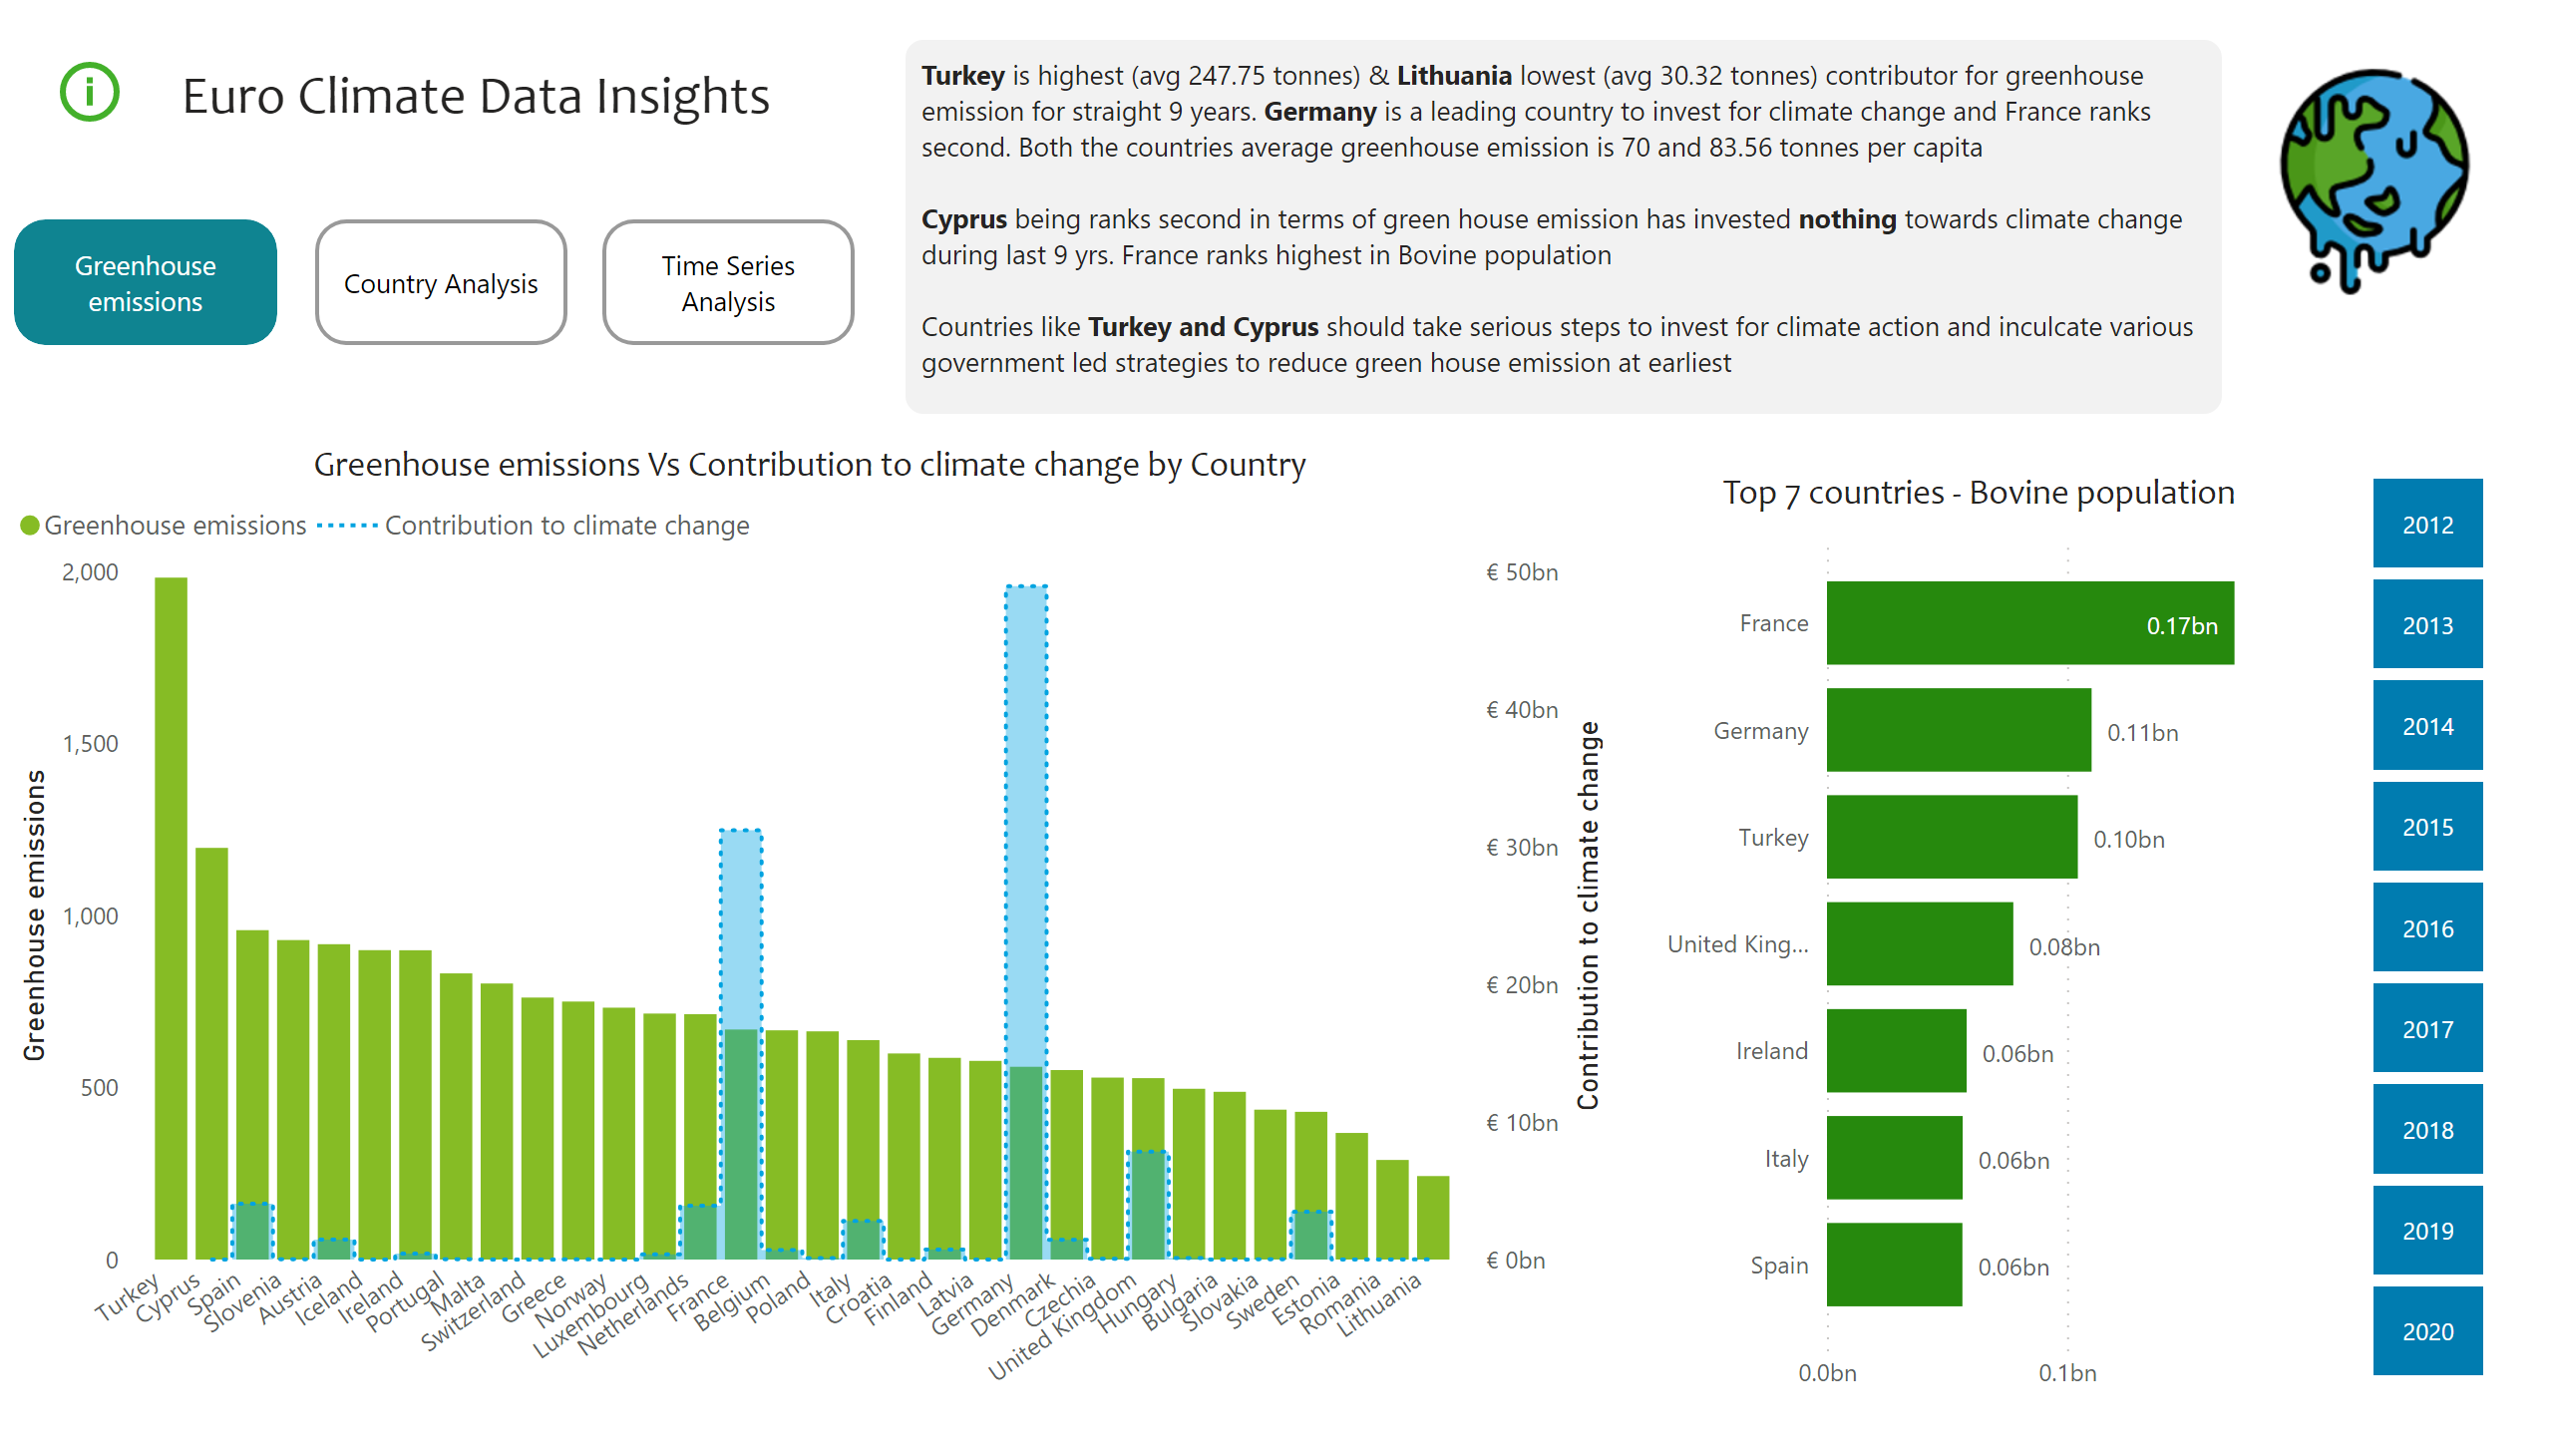 Euro Climate Data Insights
Greenhouse
emissions
Country Analysis
Time Series
Analysis
Turkey is highest (avg 247.75 tonnes) & Lithuania lowest (avg 30.32 tonnes) contributor for greenhouse
emission for straight 9 years. Germany is a leading country to invest for climate change and France ranks
second. Both the countries average greenhouse emission is 70 and 83.56 tonnes per capita
Cyprus being ranks second in terms of green house emission has invested nothing towards climate change
during last 9 yrs. France ranks highest in Bovine population
Countries like Turkey and Cyprus should take serious steps to invest for climate action and inculcate various
government led strategies to reduce green house emission at earliest
Greenhouse emissions Vs Contribution to climate change by Country
Greenhouse emissions
Contribution to climate change
2,000
1,500
1,000
500
0
Greenhouse emissions
€ 50bn
€ 40bn
€ 30bn
€ 20bn
€ 10bn
€ 0bn
Contribution to climate change
Turkey
Cyprus
Spain
Slovenia
Austria
Iceland
Ireland
Portugal
Malta
Switzerland
Greece
Norway
Luxembourg
Netherlands
France
Belgium
Poland
Italy
Croatia
Finland
Latvia
Germany
Denmark
Czechia
United Kingdom
Hungary
Bulgaria
Slovakia
Sweden
Estonia
Romania
Lithuania
Top 7 countries - Bovine population
France 0.17bn
Germany 0.11bn
Turkey 0.10bn
United King... 0.08bn
Ireland 0.06bn
Italy 0.06bn
Spain 0.06bn
0.0bn 0.1bn
2012
2013
2014
2015
2016
2017
2018
2019
2020